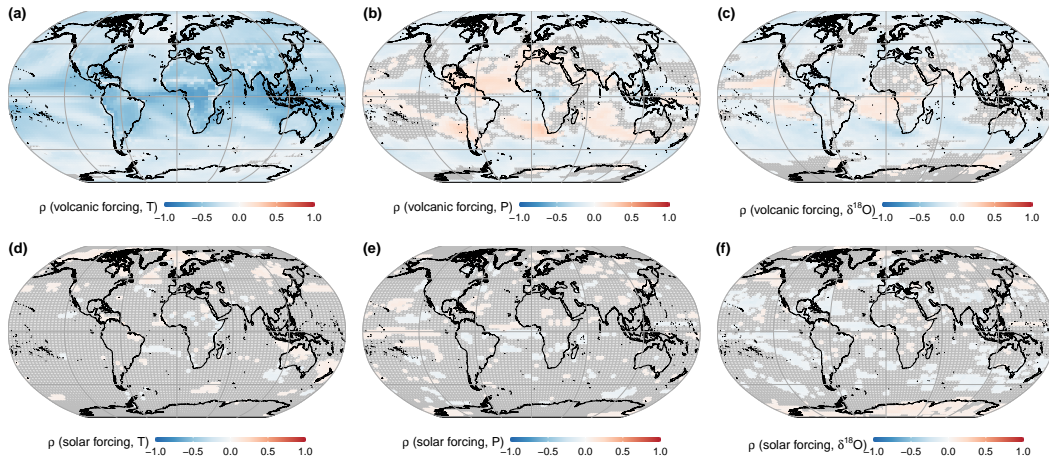 (a) (b) (c)
ρ (volcanic forcing, T) −1.0 −0.5 0.0 0.5 1.0
ρ (volcanic forcing, P) −1.0 −0.5 0.0 0.5 1.0
ρ (volcanic forcing, δ¹⁸O) −1.0 −0.5 0.0 0.5 1.0
(d) (e) (f)
ρ (solar forcing, T) −1.0 −0.5 0.0 0.5 1.0
ρ (solar forcing, P) −1.0 −0.5 0.0 0.5 1.0
ρ (solar forcing, δ¹⁸O) −1.0 −0.5 0.0 0.5 1.0